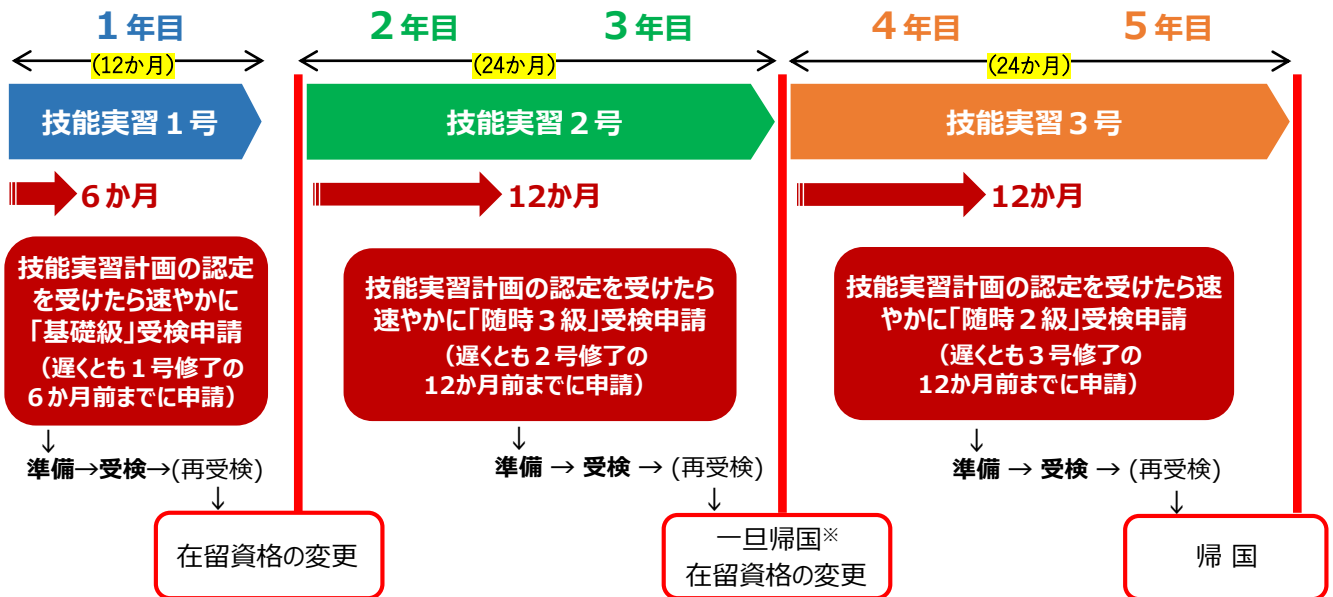 1年目
2年目
3年目
4年目
5年目
(12か月)
(24か月)
(24か月)
技能実習1号
技能実習2号
技能実習3号
6か月
12か月
12か月
技能実習計画の認定
を受けたら速やかに
「基礎級」受検申請
（遅くとも1号修了の
6か月前までに申請）
技能実習計画の認定を受けたら
速やかに「随時3級」受検申請
（遅くとも2号修了の
12か月前までに申請）
技能実習計画の認定を受けたら速
やかに「随時2級」受検申請
（遅くとも3号修了の
12か月前までに申請）
↓
準備→受検→(再受検)
↓
在留資格の変更
↓
準備 → 受検 → (再受検)
↓
一旦帰国※
在留資格の変更
↓
準備 → 受検 → (再受検)
↓
帰 国